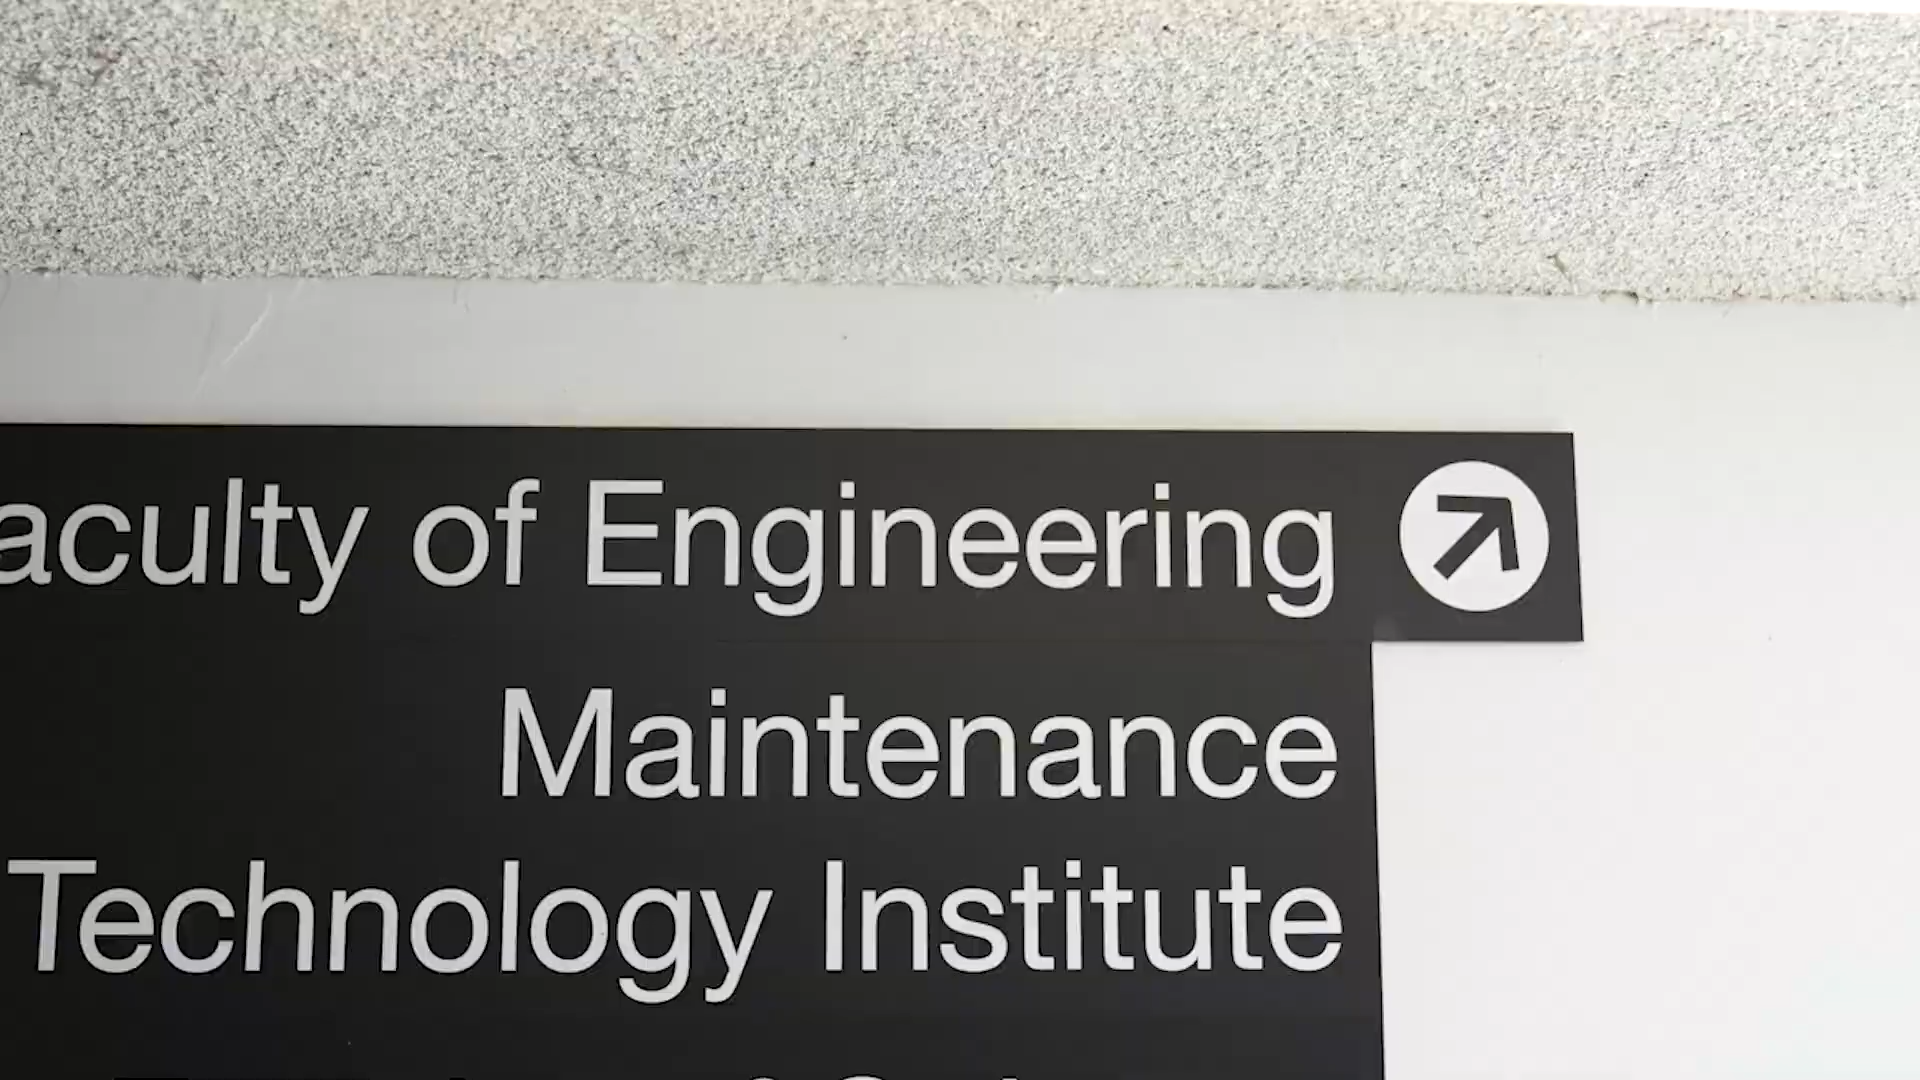 aculty of Engineering
Maintenance
Technology Institute